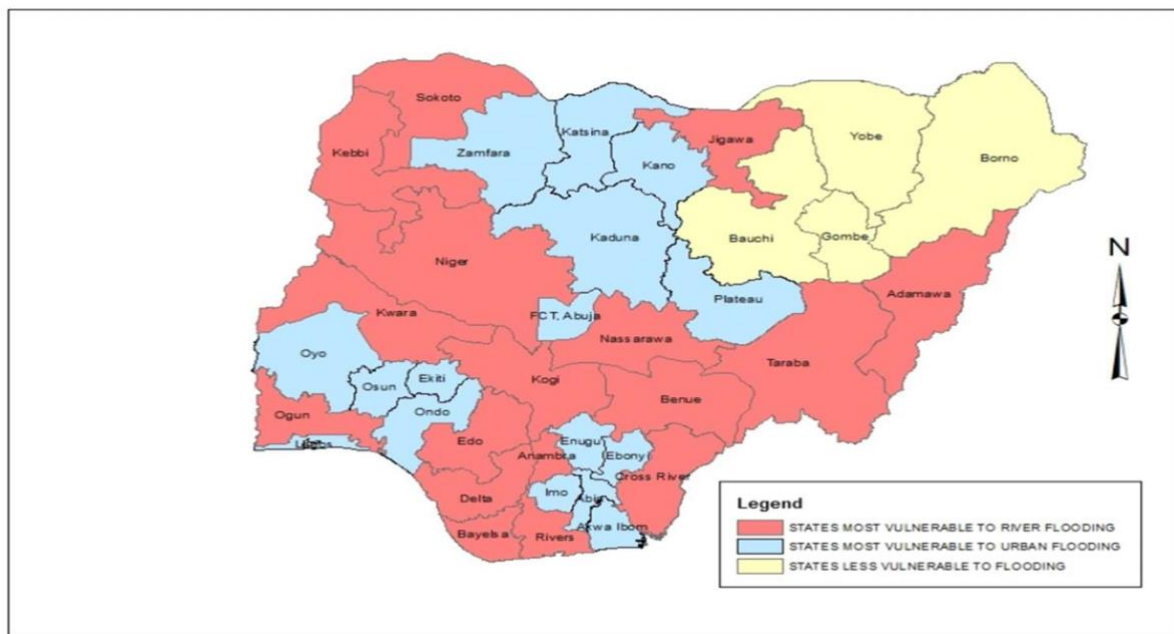 Sokoto
Katsina
Jigawa
Yobe
Borno
Kebbi
Zamfara
Kano
Kaduna
Bauchi
Gombe
Niger
Plateau
Adamawa
FCT, Abuja
Kwara
Nassarawa
Taraba
Oyo
Osun
Ekiti
Kogi
Benue
Ogun
Ondo
Edo
Enugu
Ebonyi
Anambra
Cross River
Lagos
Delta
Imo
Abia
Akwa Ibom
Bayelsa
Rivers
N
Legend
STATES MOST VULNERABLE TO RIVER FLOODING
STATES MOST VULNERABLE TO URBAN FLOODING
STATES LESS VULNERABLE TO FLOODING